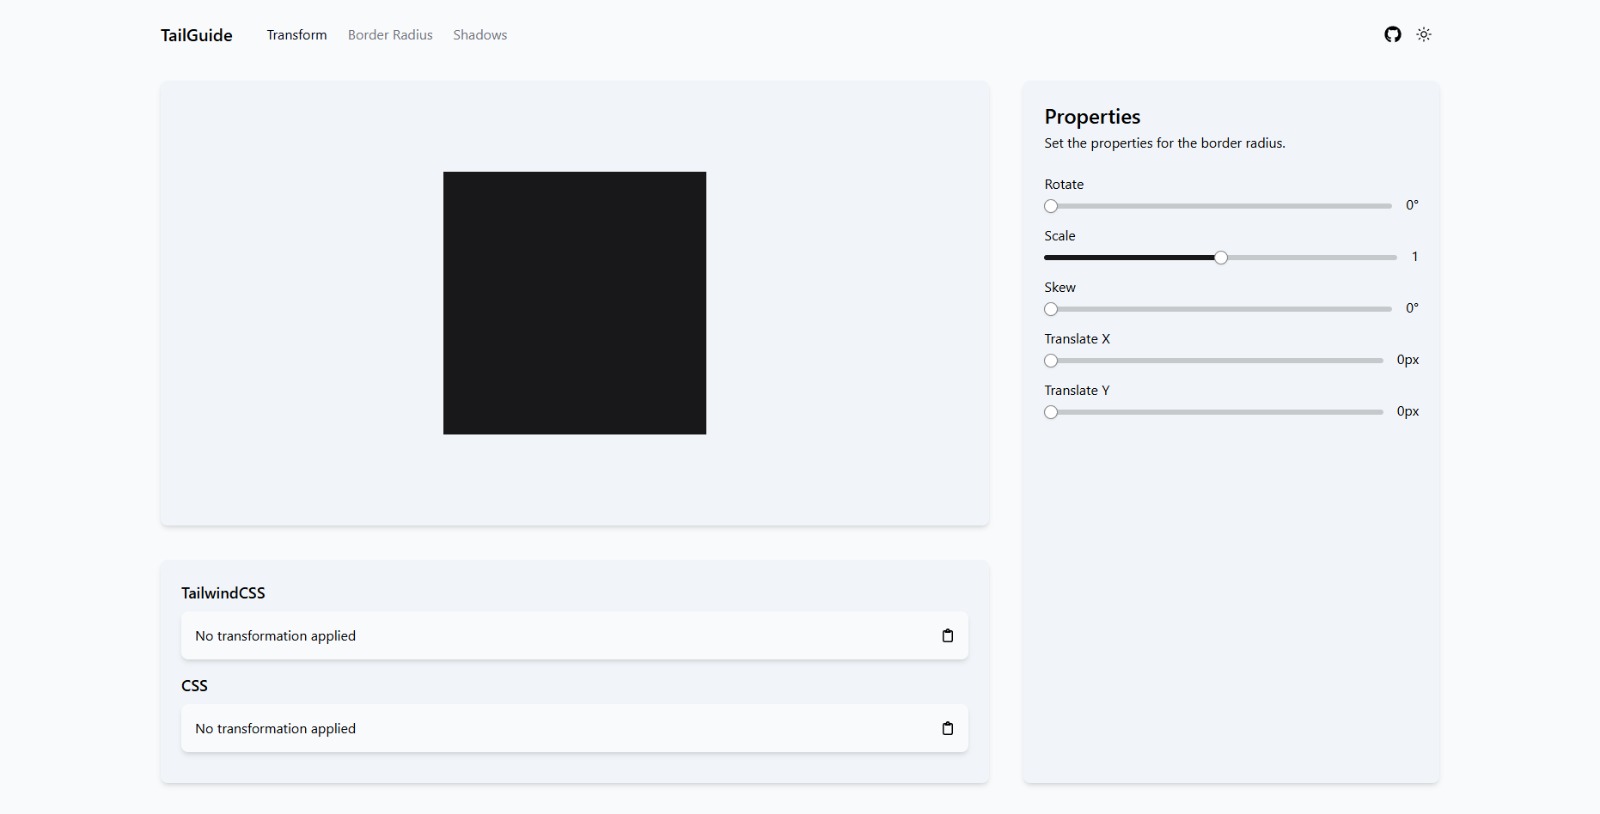 TailGuide Transform Border Radius Shadows
Properties
Set the properties for the border radius.
Rotate
0°
Scale
1
Skew
0°
Translate X
0px
Translate Y
0px
TailwindCSS
No transformation applied
CSS
No transformation applied